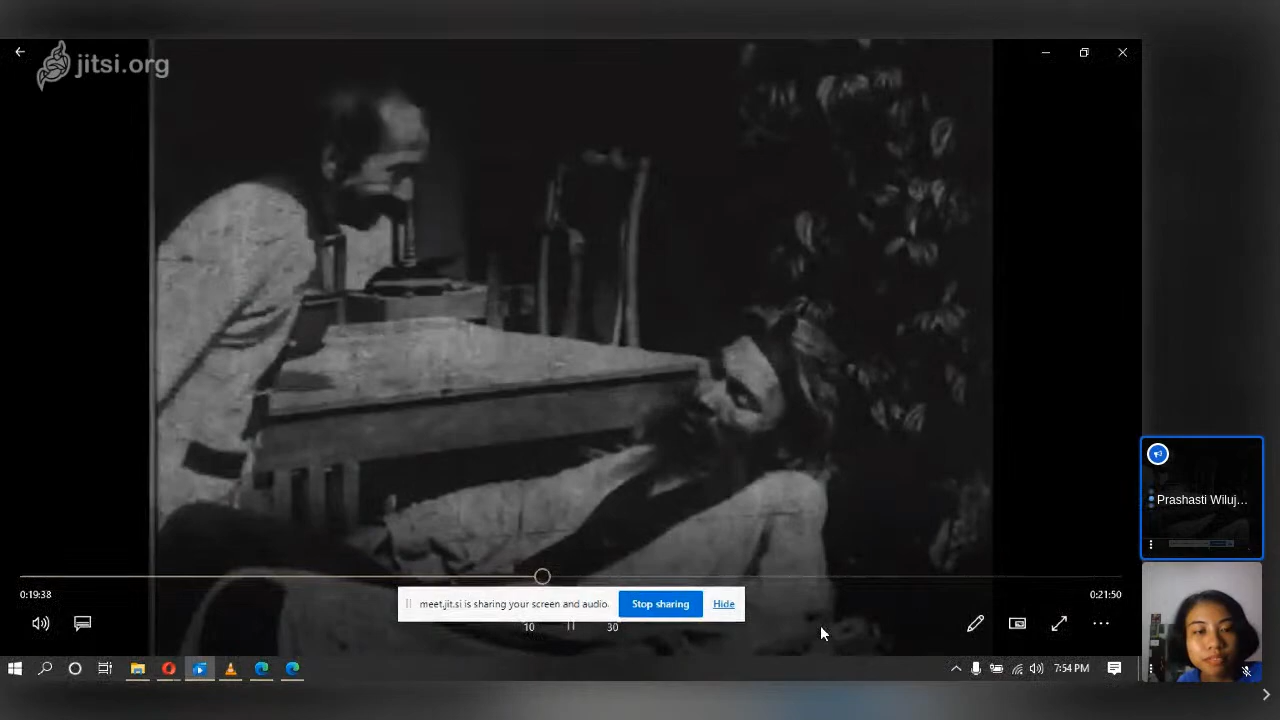 jitsi.org
Prashasti Wiluj...
0:19:38
0:21:50
meet.jit.si is sharing your screen and audio.
Stop sharing
Hide
10
30
7:54 PM